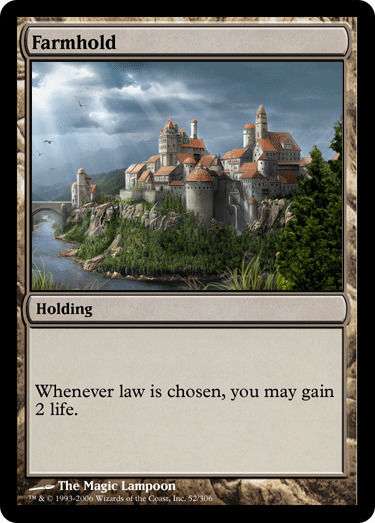 Farmhold
Holding
Whenever law is chosen, you may gain
2 life.
The Magic Lampoon
™ & © 1993-2006 Wizards of the Coast, Inc. 52/306